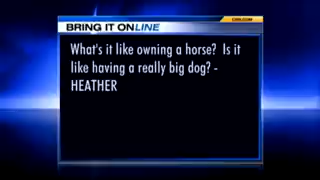 BRING IT ONLINE
What's it like owning a horse?  Is it
like having a really big dog? -
HEATHER